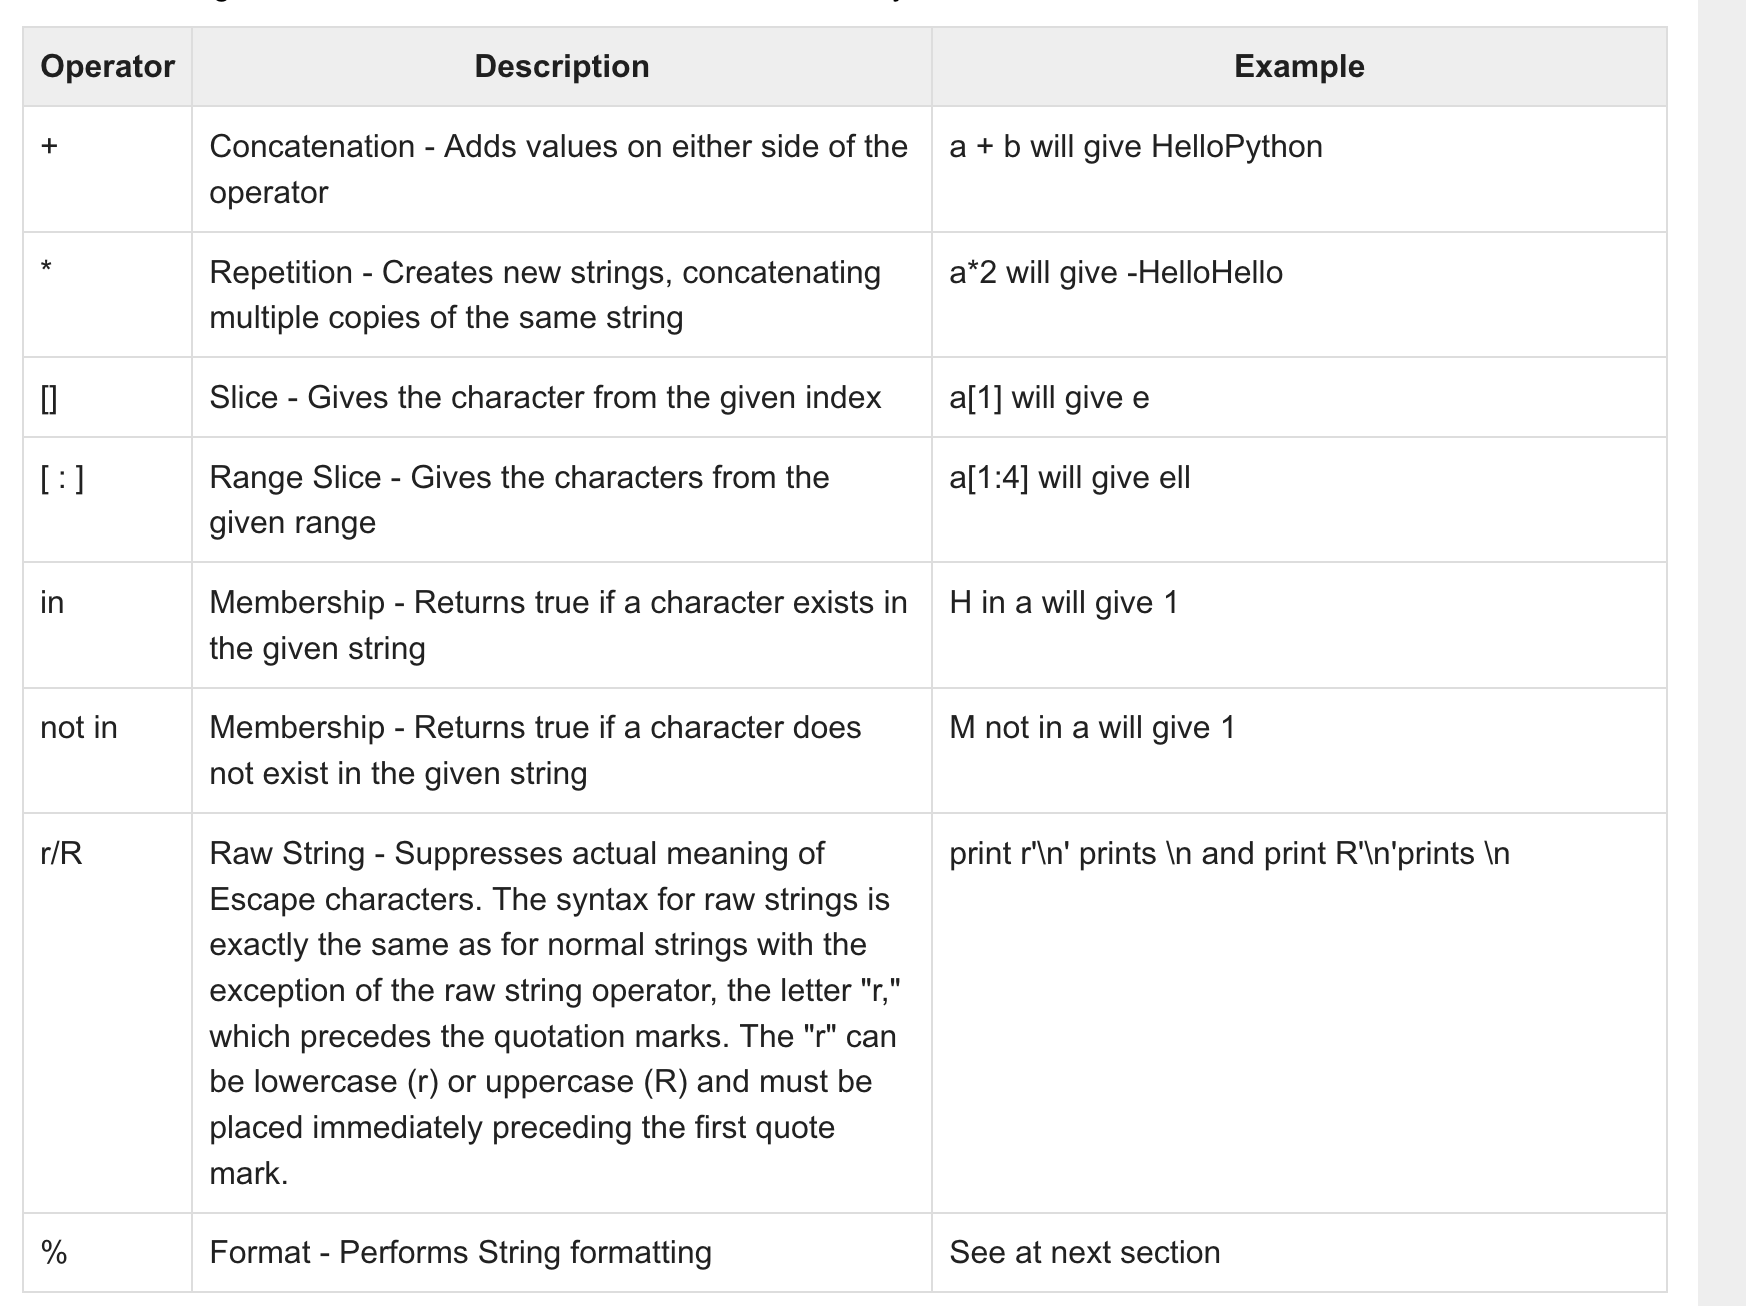 Operator Description Example
+ Concatenation - Adds values on either side of the a + b will give HelloPython
operator
* Repetition - Creates new strings, concatenating a*2 will give -HelloHello
multiple copies of the same string
[] Slice - Gives the character from the given index a[1] will give e
[ : ] Range Slice - Gives the characters from the a[1:4] will give ell
given range
in Membership - Returns true if a character exists in H in a will give 1
the given string
not in Membership - Returns true if a character does M not in a will give 1
not exist in the given string
r/R Raw String - Suppresses actual meaning of print r'\n' prints \n and print R'\n'prints \n
Escape characters. The syntax for raw strings is
exactly the same as for normal strings with the
exception of the raw string operator, the letter "r,"
which precedes the quotation marks. The "r" can
be lowercase (r) or uppercase (R) and must be
placed immediately preceding the first quote
mark.
% Format - Performs String formatting See at next section